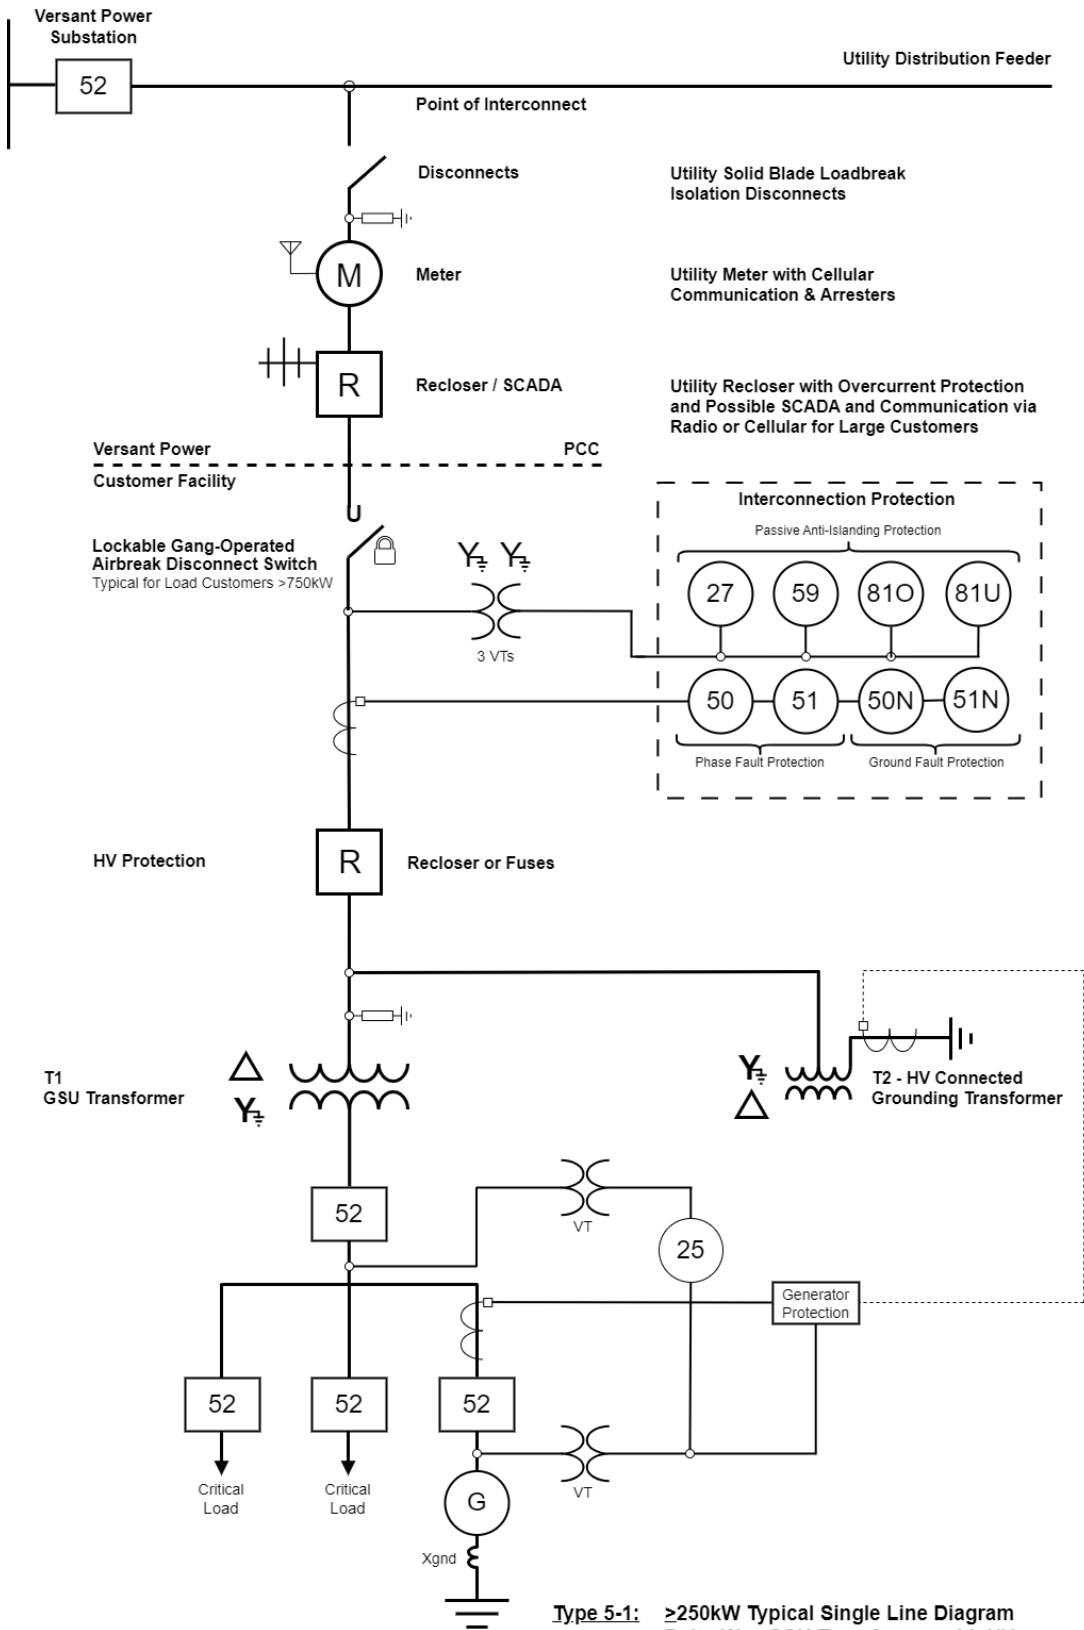 Versant Power
Substation
52
Utility Distribution Feeder
Point of Interconnect
Disconnects
Utility Solid Blade Loadbreak
Isolation Disconnects
M
Meter
Utility Meter with Cellular
Communication & Arresters
R
Recloser / SCADA
Utility Recloser with Overcurrent Protection
and Possible SCADA and Communication via
Radio or Cellular for Large Customers
Versant Power
PCC
Customer Facility
Interconnection Protection
Passive Anti-Islanding Protection
Lockable Gang-Operated
Airbreak Disconnect Switch
Typical for Load Customers >750kW
27
59
81O
81U
3 VTs
50
51
50N
51N
Phase Fault Protection
Ground Fault Protection
HV Protection
R
Recloser or Fuses
T1
GSU Transformer
T2 - HV Connected
Grounding Transformer
52
VT
25
Generator
Protection
52
52
52
Critical
Load
Critical
Load
VT
G
Xgnd
Type 5-1: >250kW Typical Single Line Diagram